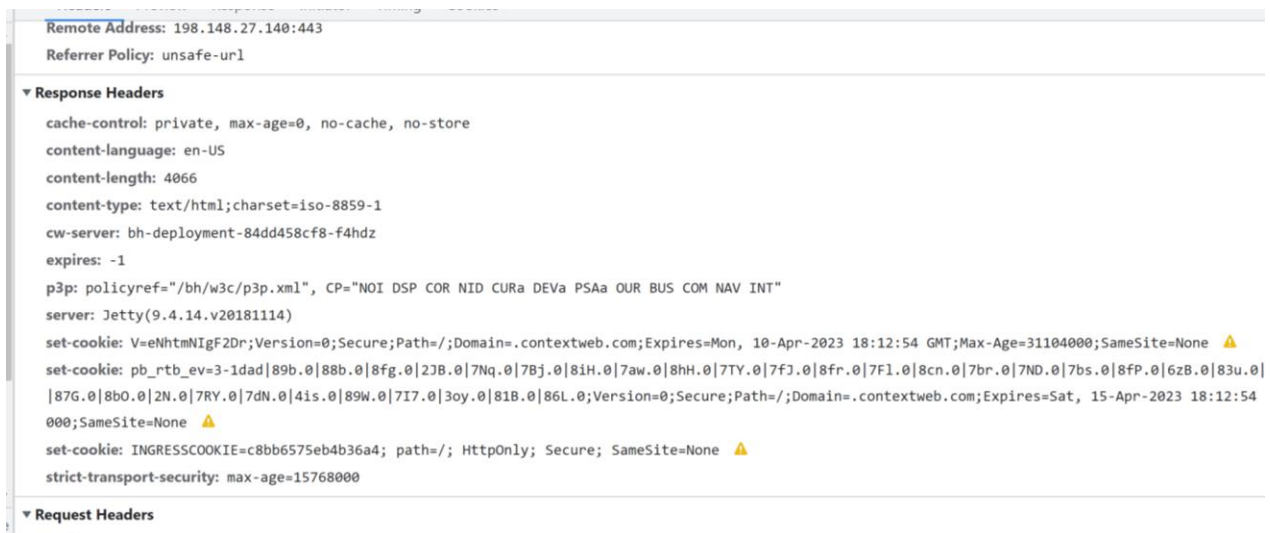 Remote Address: 198.148.27.140:443
Referrer Policy: unsafe-url
Response Headers
cache-control: private, max-age=0, no-cache, no-store
content-language: en-US
content-length: 4066
content-type: text/html;charset=iso-8859-1
cw-server: bh-deployment-84dd458cf8-f4hdz
expires: -1
p3p: policyref="/bh/w3c/p3p.xml", CP="NOI DSP COR NID CURa DEVa PSAa OUR BUS COM NAV INT"
server: Jetty(9.4.14.v20181114)
set-cookie: V=eNhtmNIgF2Dr;Version=0;Secure;Path=/;Domain=.contextweb.com;Expires=Mon, 10-Apr-2023 18:12:54 GMT;Max-Age=31104000;SameSite=None
set-cookie: pb_rtb_ev=3-1dad|89b.0|88b.0|8fg.0|2JB.0|7Nq.0|7Bj.0|8iH.0|7aw.0|8hH.0|7TY.0|7fJ.0|8fr.0|7Fl.0|8cn.0|7br.0|7ND.0|7bs.0|8fP.0|6zB.0|83u.0|
|87G.0|8bO.0|2N.0|7RY.0|7dN.0|4is.0|89W.0|7I7.0|3oy.0|81B.0|86L.0;Version=0;Secure;Path=/;Domain=.contextweb.com;Expires=Sat, 15-Apr-2023 18:12:54
000;SameSite=None
set-cookie: INGRESSCOOKIE=c8bb6575eb4b36a4; path=/; HttpOnly; Secure; SameSite=None
strict-transport-security: max-age=15768000
Request Headers